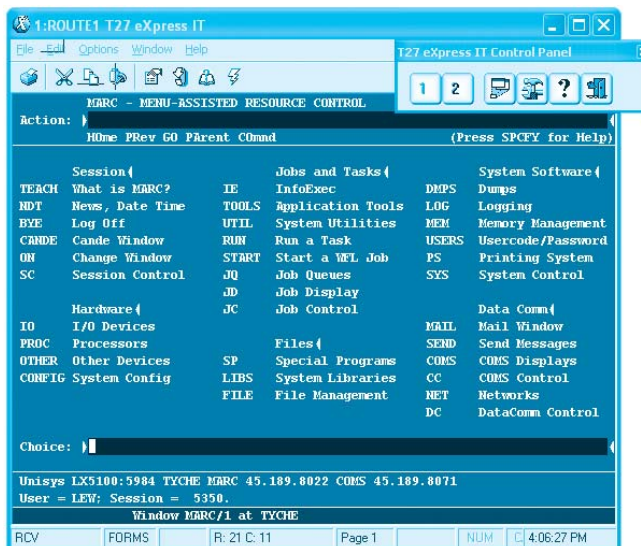 1:ROUTE1 T27 eXpress IT
File Edit Options Window Help
T27 eXpress IT Control Panel
1 2 ?
MARC - MENU-ASSISTED RESOURCE CONTROL
Action:
HOme PRev GO PArent COmnd (Press SPCFY for Help)
Session Jobs and Tasks System Software
TEACH What is MARC? IE InfoExec DMPS Dumps
NDT News, Date Time TOOLS Application Tools LOG Logging
BYE Log Off UTIL System Utilities MEM Memory Management
CANDE Cande Window RUN Run a Task USERS Usercode/Password
ON Change Window START Start a WFL Job PS Printing System
SC Session Control JQ Job Queues SYS System Control
JD Job Display
Hardware JC Job Control Data Comm
IO I/O Devices MAIL Mail Window
PROC Processors Files SEND Send Messages
OTHER Other Devices SP Special Programs COMS COMS Displays
CONFIG System Config LIBS System Libraries CC COMS Control
FILE File Management NET Networks
DC DataComm Control
Choice:
Unisys LX5100:5984 TYCHE MARC 45.189.8022 COMS 45.189.8071
User = LEW; Session = 5350.
Window MARC/1 at TYCHE
RCV FORMS R: 21 C: 11 Page 1 NUM 4:06:27 PM